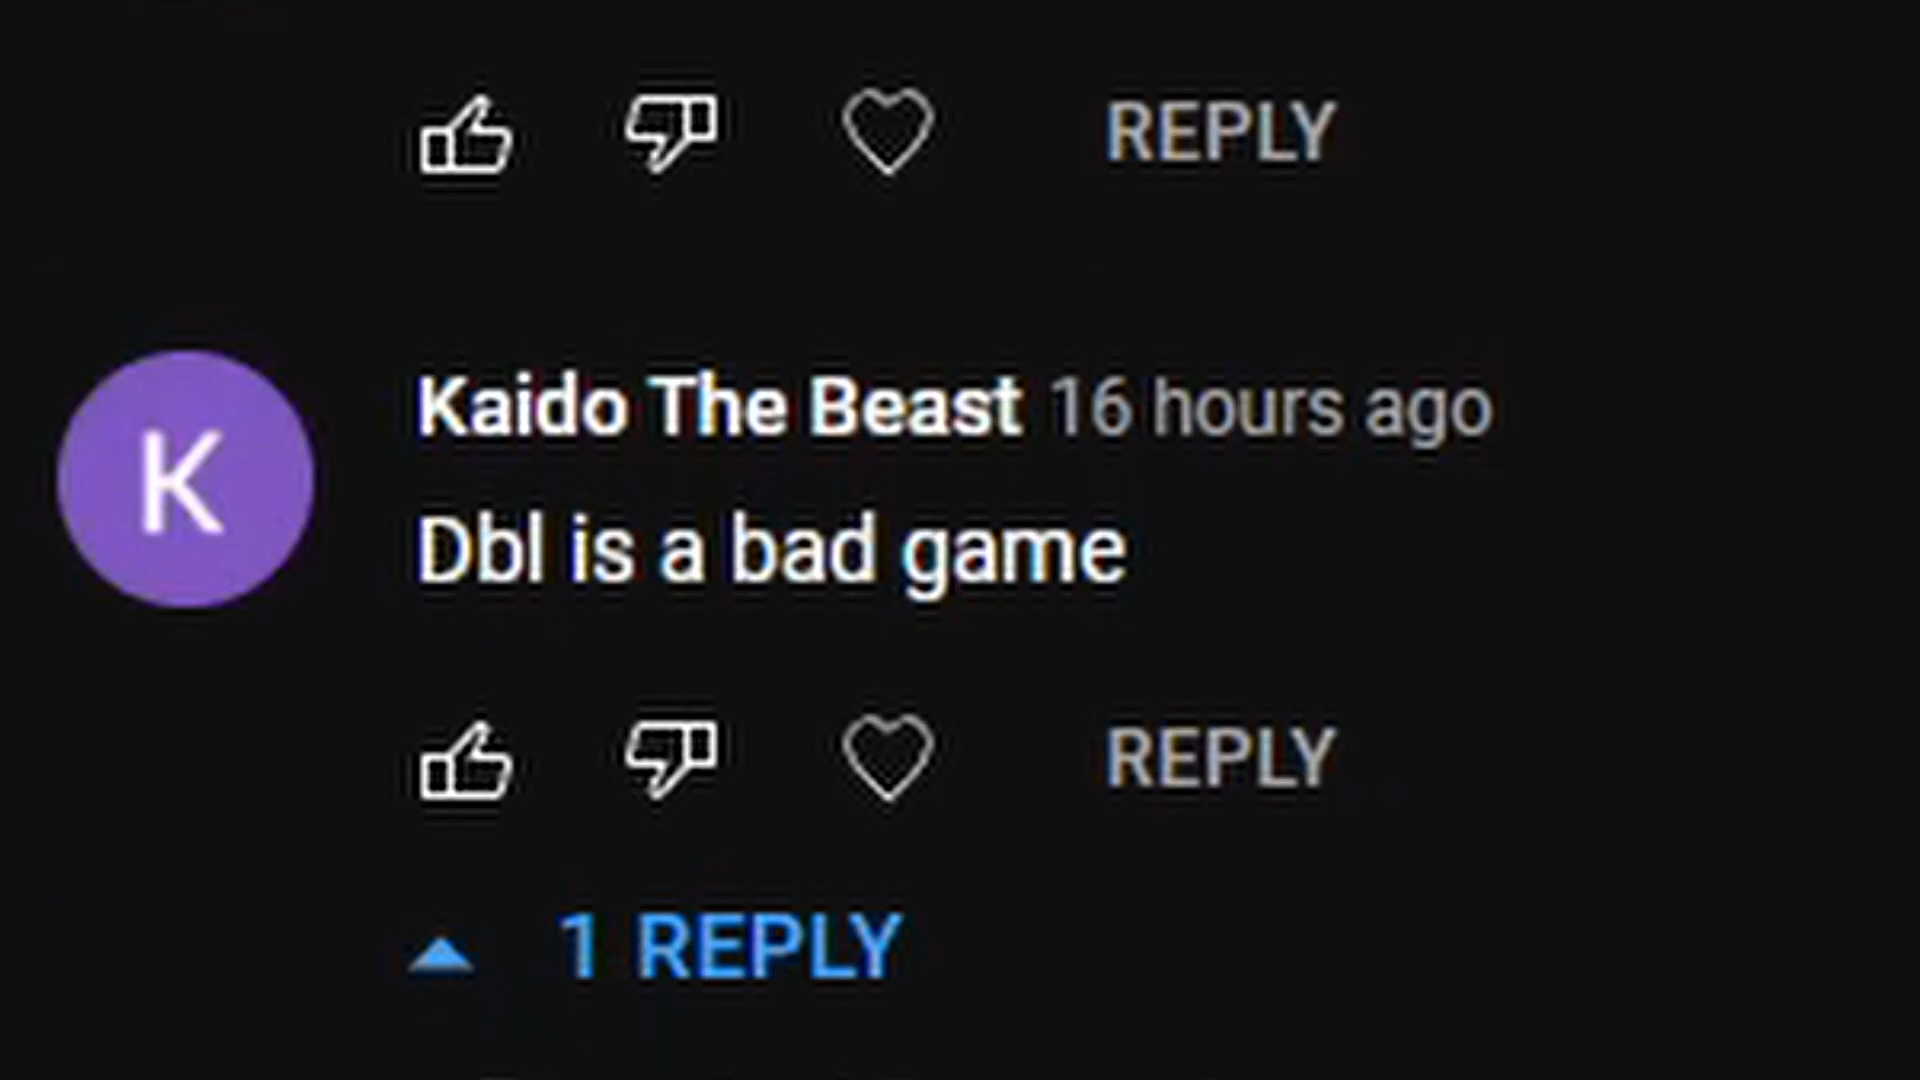 REPLY
K
Kaido The Beast 16 hours ago
Dbl is a bad game
REPLY
1 REPLY